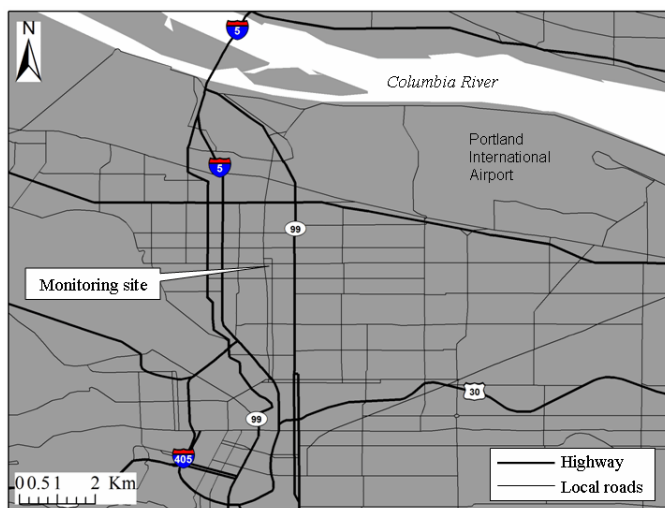 5
N
Columbia River
Portland
International
Airport
5
99
Monitoring site
30
99
405
Highway
Local roads
0 0.5 1 2 Km